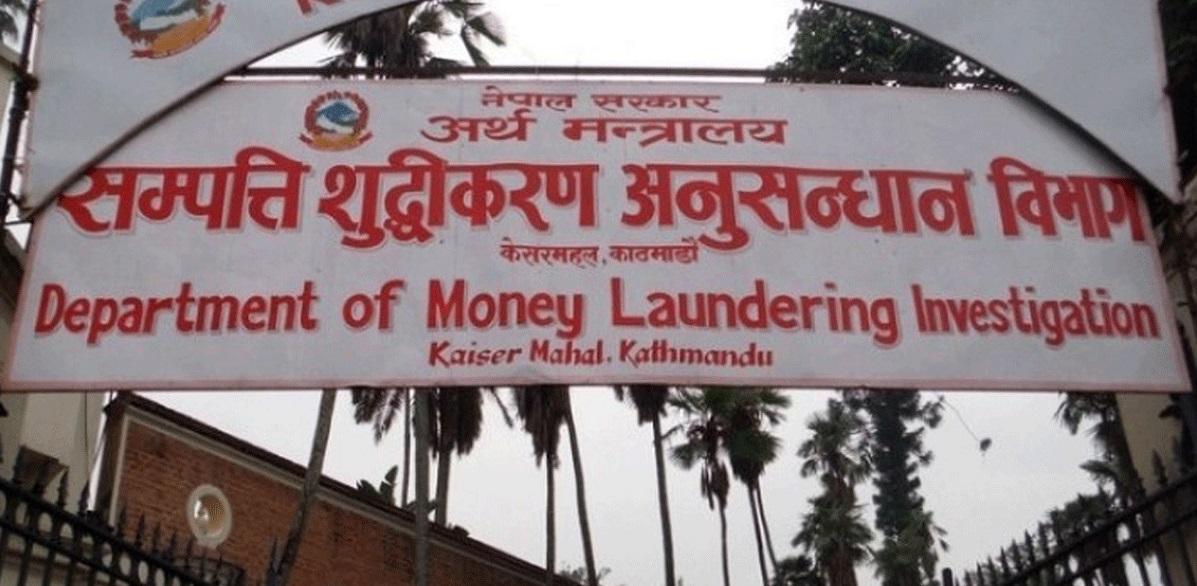 नेपाल सरकार
अर्थ मन्त्रालय
सम्पत्ति शुद्धीकरण अनुसन्धान विभाग
केसरमहल, काठमाडौं
Department of Money Laundering Investigation
Kaiser Mahal. Kathmandu